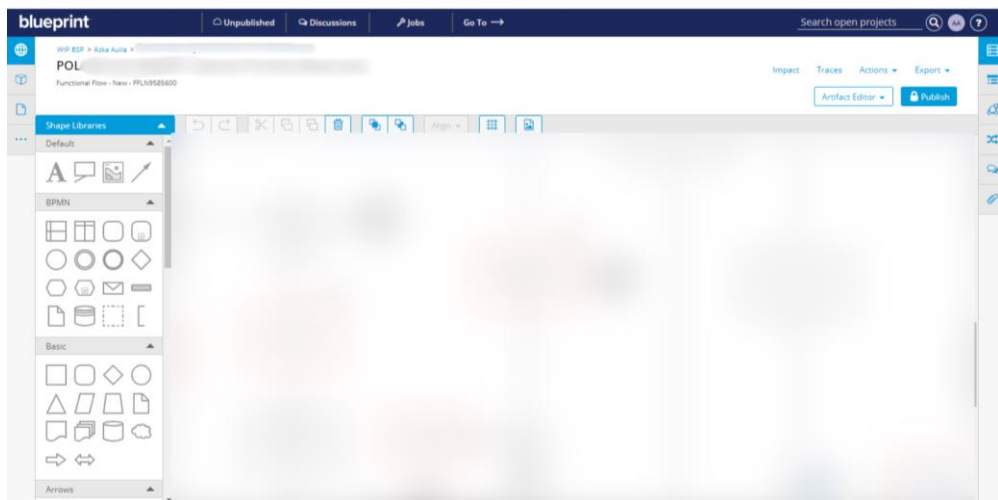 blueprint
Unpublished
Discussions
Jobs
Go To
Search open projects
AA
?
WIP BSP > Azka Aulia >
POL
Functional Flow - New - FFLN9585600
Impact
Traces
Actions
Export
Artifact Editor
Publish
Shape Libraries
Align
Default
A
BPMN
Basic
Arrows